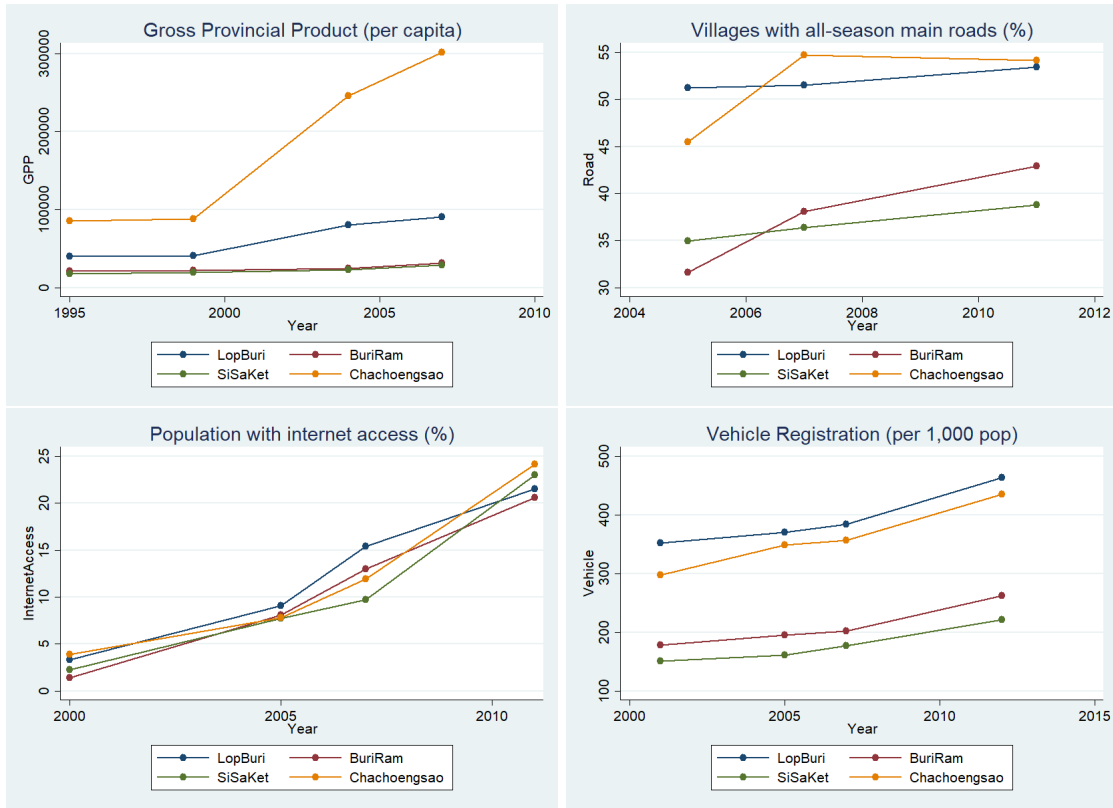 Gross Provincial Product (per capita)
300000
200000
100000
0
GPP
1995 2000 2005 2010
Year
LopBuri BuriRam
SiSaKet Chachoengsao
Villages with all-season main roads (%)
55
50
45
40
35
30
Road
2004 2006 2008 2010 2012
Year
LopBuri BuriRam
SiSaKet Chachoengsao
Population with internet access (%)
25
20
15
10
5
0
InternetAccess
2000 2005 2010
Year
LopBuri BuriRam
SiSaKet Chachoengsao
Vehicle Registration (per 1,000 pop)
500
400
300
200
100
Vehicle
2000 2005 2010 2015
Year
LopBuri BuriRam
SiSaKet Chachoengsao